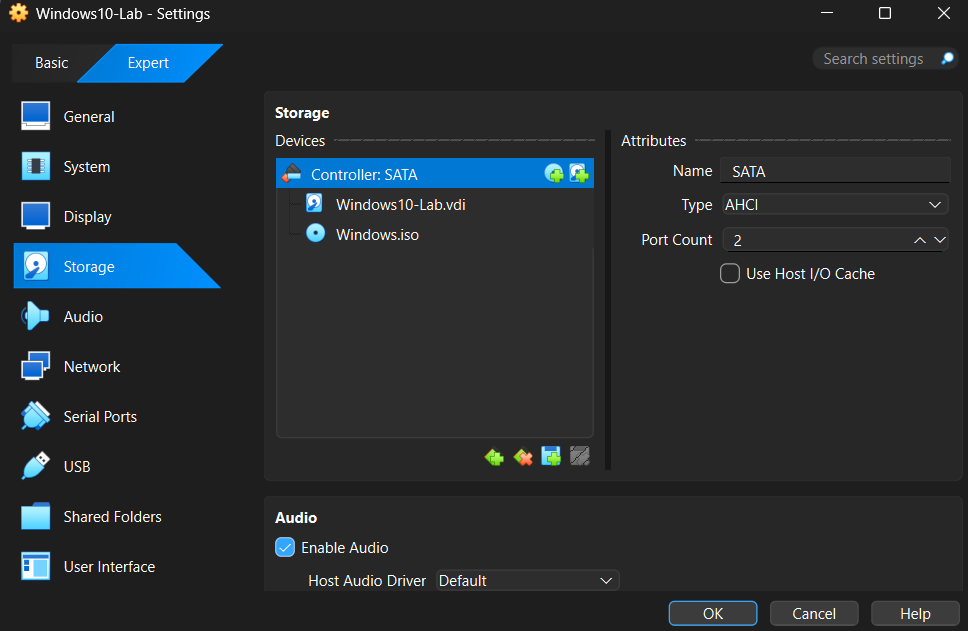 Windows10-Lab - Settings
Basic
Expert
Search settings
General
System
Display
Storage
Audio
Network
Serial Ports
USB
Shared Folders
User Interface
Storage
Devices
Controller: SATA
Windows10-Lab.vdi
Windows.iso
Attributes
Name SATA
Type AHCI
Port Count 2
Use Host I/O Cache
Audio
Enable Audio
Host Audio Driver Default
OK
Cancel
Help